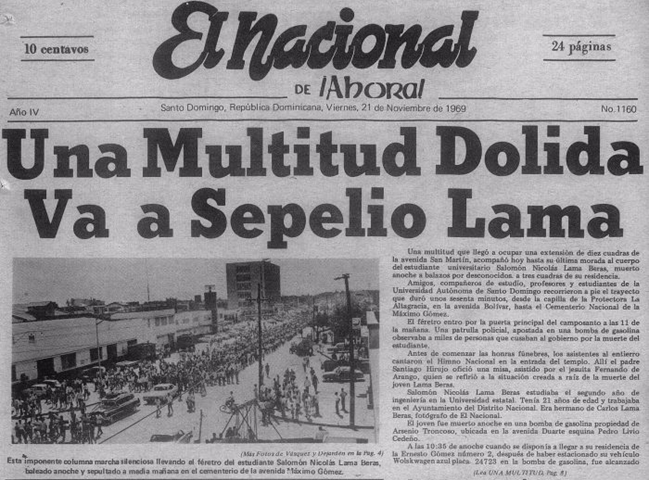 10 centavos
El Nacional
24 páginas
DE ¡Ahora!
Santo Domingo, República Dominicana, Viernes, 21 de Noviembre de 1969
Año IV
No. 1160
Una Multitud Dolida
Va a Sepelio Lama
Una multitud que llegó a ocupar una extensión de diez cuadras de
la avenida San Martín, acompañó hoy hasta su última morada al cuerpo
del estudiante universitario Salomón Nicolás Lama Beras, muerto
anoche a balazos por desconocidos. a tres cuadras de su residencia.
Amigos, compañeros de estudio, profesores y estudiantes de la
Universidad Autónoma de Santo Domingo recorrieron a pie el trayecto
que duró unos sesenta minutos, desde la capilla de la Protectora La
Altagracia, en la avenida Bolívar, hasta el Cementerio Nacional de la
Máximo Gómez.
El féretro entró por la puerta principal del camposanto a las 11 de
la mañana. Una patrulla policial, apostada en una bomba de gasolina
observaba a miles de personas que cusaban al gobierno por la muerte del
estudiante.
Antes de comenzar las honras fúnebres, los asistentes al entierro
cantaron el Himno Nacional en la entrada del templo. Allí el padre
Santiago Hirujo ofició una misa, asistido por el jesuita Fernando de
Arango, quien se refirió a la situación creada a raíz de la muerte del
joven Lama Beras.
Salomón Nicolás Lama Beras estudiaba el segundo año de
ingeniería en la Universidad estatal. Tenía 21 años de edad y trabajaba
en el Ayuntamiento del Distrito Nacional. Era hermano de Carlos Lama
Beras, fotógrafo de El Nacional.
El joven fue muerto anoche en una bomba de gasolina propiedad de
Arsenio Troncoso, ubicada en la avenida Duarte esquina Pedro Livio
Cedeño.
A las 10:35 de anoche cuando se disponía a llegar a su residencia de
la Ernesto Gómez número 2, después de haber estacionado su vehículo
Wolskwagen azul placa. 24723 en la bomba de gasolina, fue alcanzado
(Lea UNA MULTITUD, Pág. 8)
(Más Fotos de Vásquez y Despradel en la Pág. 4)
Esta imponente columna marcha silenciosa llevando el féretro del estudiante Salomón Nicolás Lama Beras,
baleado anoche y sepultado a media mañana en el cementerio de la avenida Máximo Gómez.